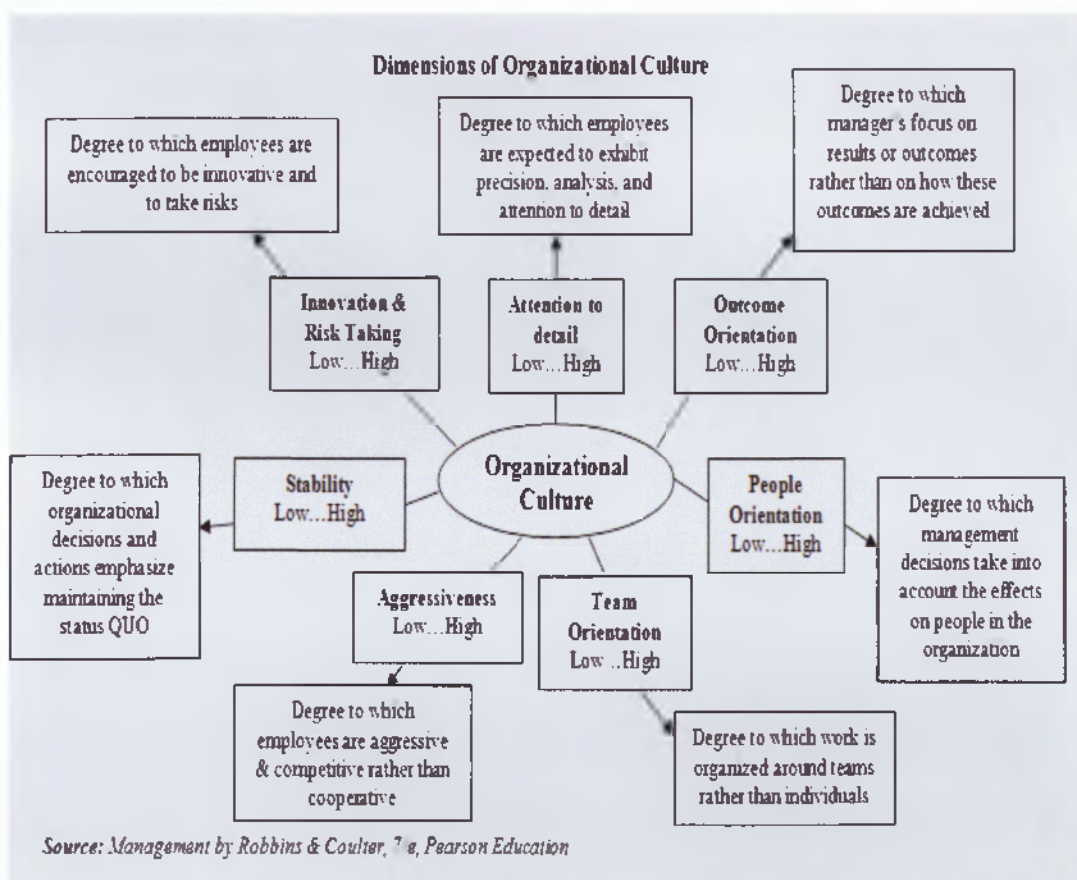 Dimensions of Organizational Culture
Degree to which employees are
encouraged to be innovative and
to take risks
Degree to which employees
are expected to exhibit
precision, analysis, and
attention to detail
Degree to which
manager's focus on
results or outcomes
rather than on how these
outcomes are achieved
Innovation &
Risk Taking
Low...High
Attention to
detail
Low...High
Outcome
Orientation
Low...High
Organizational
Culture
Degree to which
organizational
decisions and
actions emphasize
maintaining the
status QUO
Stability
Low...High
People
Orientation
Low...High
Degree to which
management
decisions take into
account the effects
on people in the
organization
Aggressiveness
Low...High
Team
Orientation
Low...High
Degree to which
employees are aggressive
& competitive rather than
cooperative
Degree to which work is
organized around teams
rather than individuals
Source: Management by Robbins & Coulter, Pearson Education